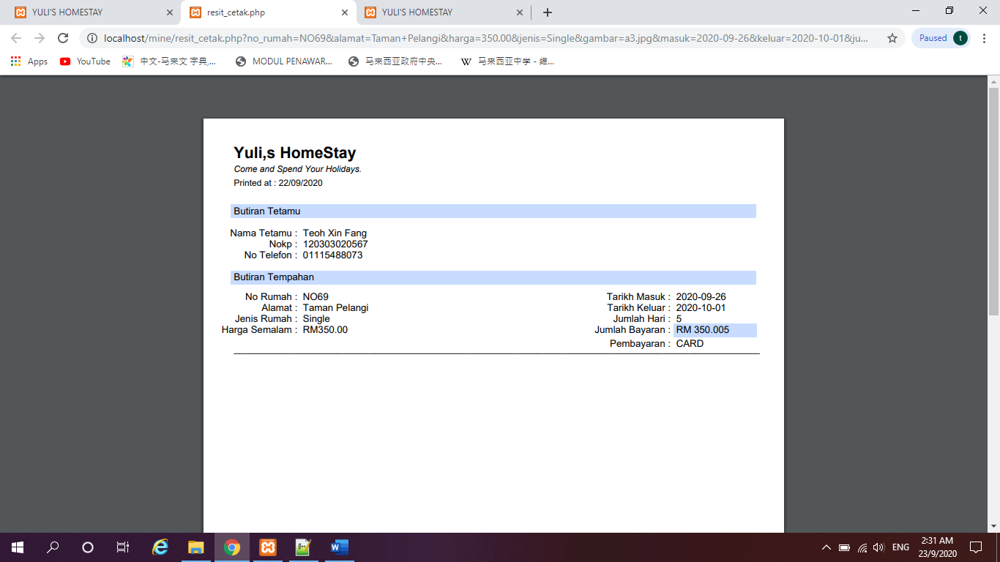 YULI'S HOMESTAY
resit_cetak.php
YULI'S HOMESTAY
localhost/mine/resit_cetak.php?no_rumah=NO69&alamat=Taman+Pelangi&harga=350.00&jenis=Single&gambar=a3.jpg&masuk=2020-09-26&keluar=2020-10-01&ju...
Paused
t
Apps
YouTube
中文-马来文 字典,...
MODUL PENAWAR...
马来西亚政府中央...
W 马来西亚中学 - 维...
Yuli,s HomeStay
Come and Spend Your Holidays.
Printed at : 22/09/2020
Butiran Tetamu
Nama Tetamu : Teoh Xin Fang
Nokp : 120303020567
No Telefon : 01115488073
Butiran Tempahan
No Rumah : NO69
Alamat : Taman Pelangi
Jenis Rumah : Single
Harga Semalam : RM350.00
Tarikh Masuk : 2020-09-26
Tarikh Keluar : 2020-10-01
Jumlah Hari : 5
Jumlah Bayaran : RM 350.005
Pembayaran : CARD
ENG
2:31 AM
23/9/2020